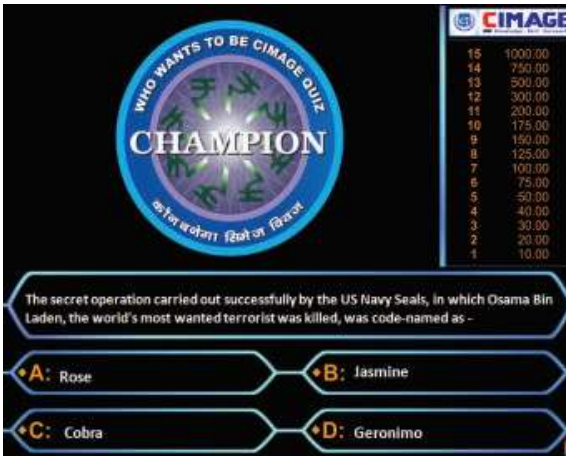 WHO WANTS TO BE CIMAGE QUIZ
CHAMPION
कौन बनेगा सिमेज क्विज
CIMAGE
15 1000.00
14 750.00
13 500.00
12 300.00
11 200.00
10 175.00
9 150.00
8 125.00
7 100.00
6 75.00
5 50.00
4 40.00
3 30.00
2 20.00
1 10.00
The secret operation carried out successfully by the US Navy Seals, in which Osama Bin
Laden, the world's most wanted terrorist was killed, was code-named as -
A: Rose
B: Jasmine
C: Cobra
D: Geronimo